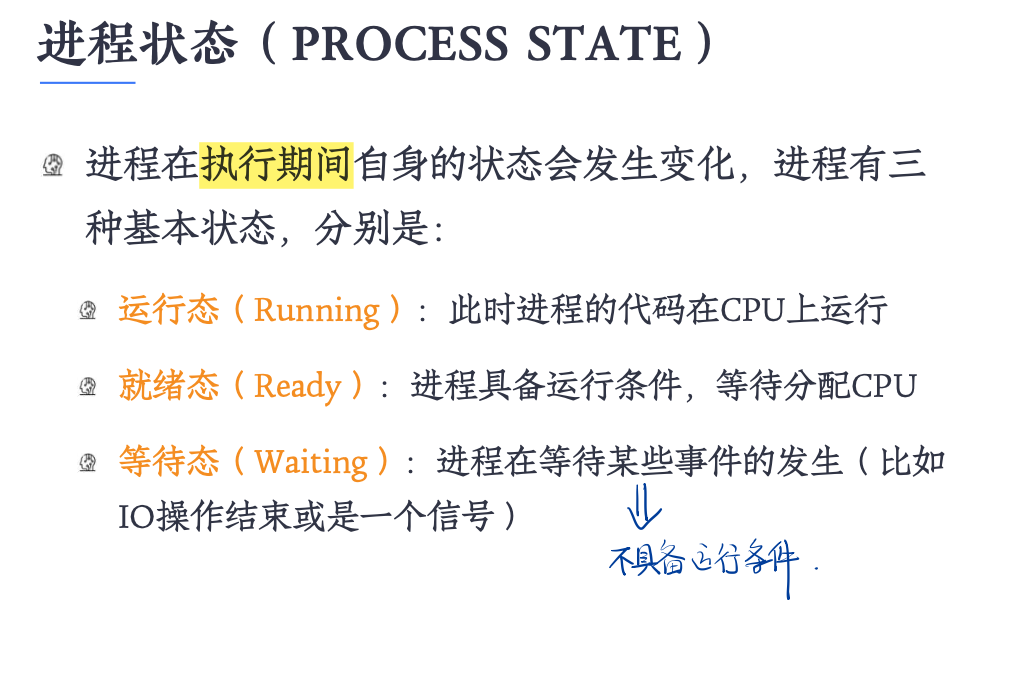 进程状态（PROCESS STATE）
进程在执行期间自身的状态会发生变化，进程有三
种基本状态，分别是：
运行态（Running）：此时进程的代码在CPU上运行
就绪态（Ready）：进程具备运行条件，等待分配CPU
等待态（Waiting）：进程在等待某些事件的发生（比如
IO操作结束或是一个信号）
不具备运行条件．